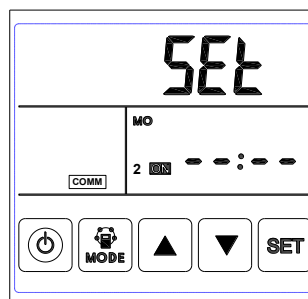 SEt
MO
2 ON --:--
COMM
MODE
SET